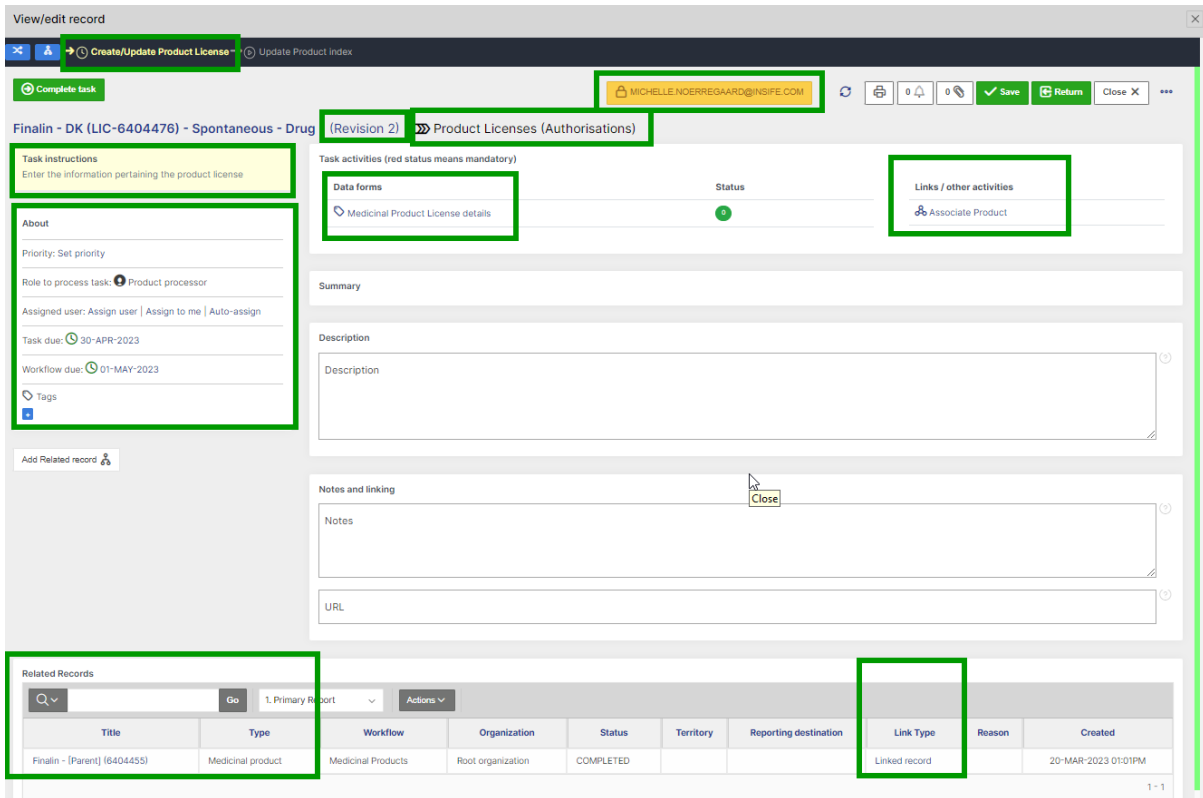 View/edit record
Create/Update Product License
Update Product index
Complete task
MICHELLE.NOERREGAARD@INSIFE.COM
0
0
Save
Return
Close X
Finalin - DK (LIC-6404476) - Spontaneous - Drug (Revision 2) Product Licenses (Authorisations)
Task instructions
Enter the information pertaining the product license
Task activities (red status means mandatory)
Data forms Status Links / other activities
Medicinal Product License details 0 Associate Product
About
Priority: Set priority
Role to process task: Product processor
Assigned user: Assign user | Assign to me | Auto-assign
Task due: 30-APR-2023
Workflow due: 01-MAY-2023
Tags
+
Add Related record
Summary
Description
Description
Notes and linking
Close
Notes
URL
Related Records
Go
1. Primary Report
Actions
Title Type Workflow Organization Status Territory Reporting destination Link Type Reason Created
Finalin - [Parent] (6404455) Medicinal product Medicinal Products Root organization COMPLETED Linked record 20-MAR-2023 01:01PM
1 - 1